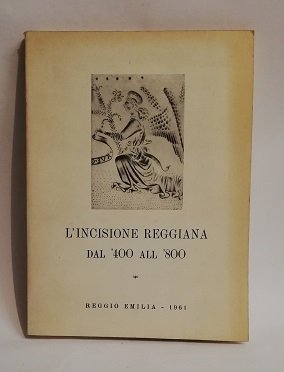 L'INCISIONE REGGIANA
DAL '400 ALL '800
REGGIO EMILIA - 1961